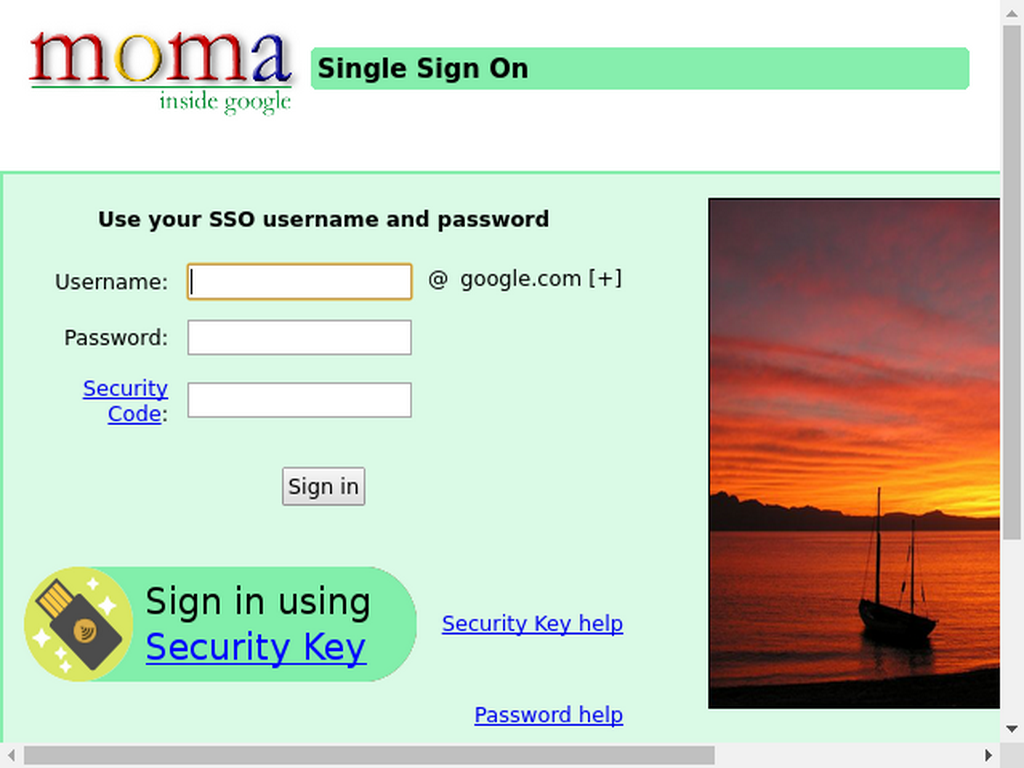 moma
inside google
Single Sign On
Use your SSO username and password
Username:
@ google.com [+]
Password:
Security
Code:
Sign in
Sign in using
Security Key
Security Key help
Password help